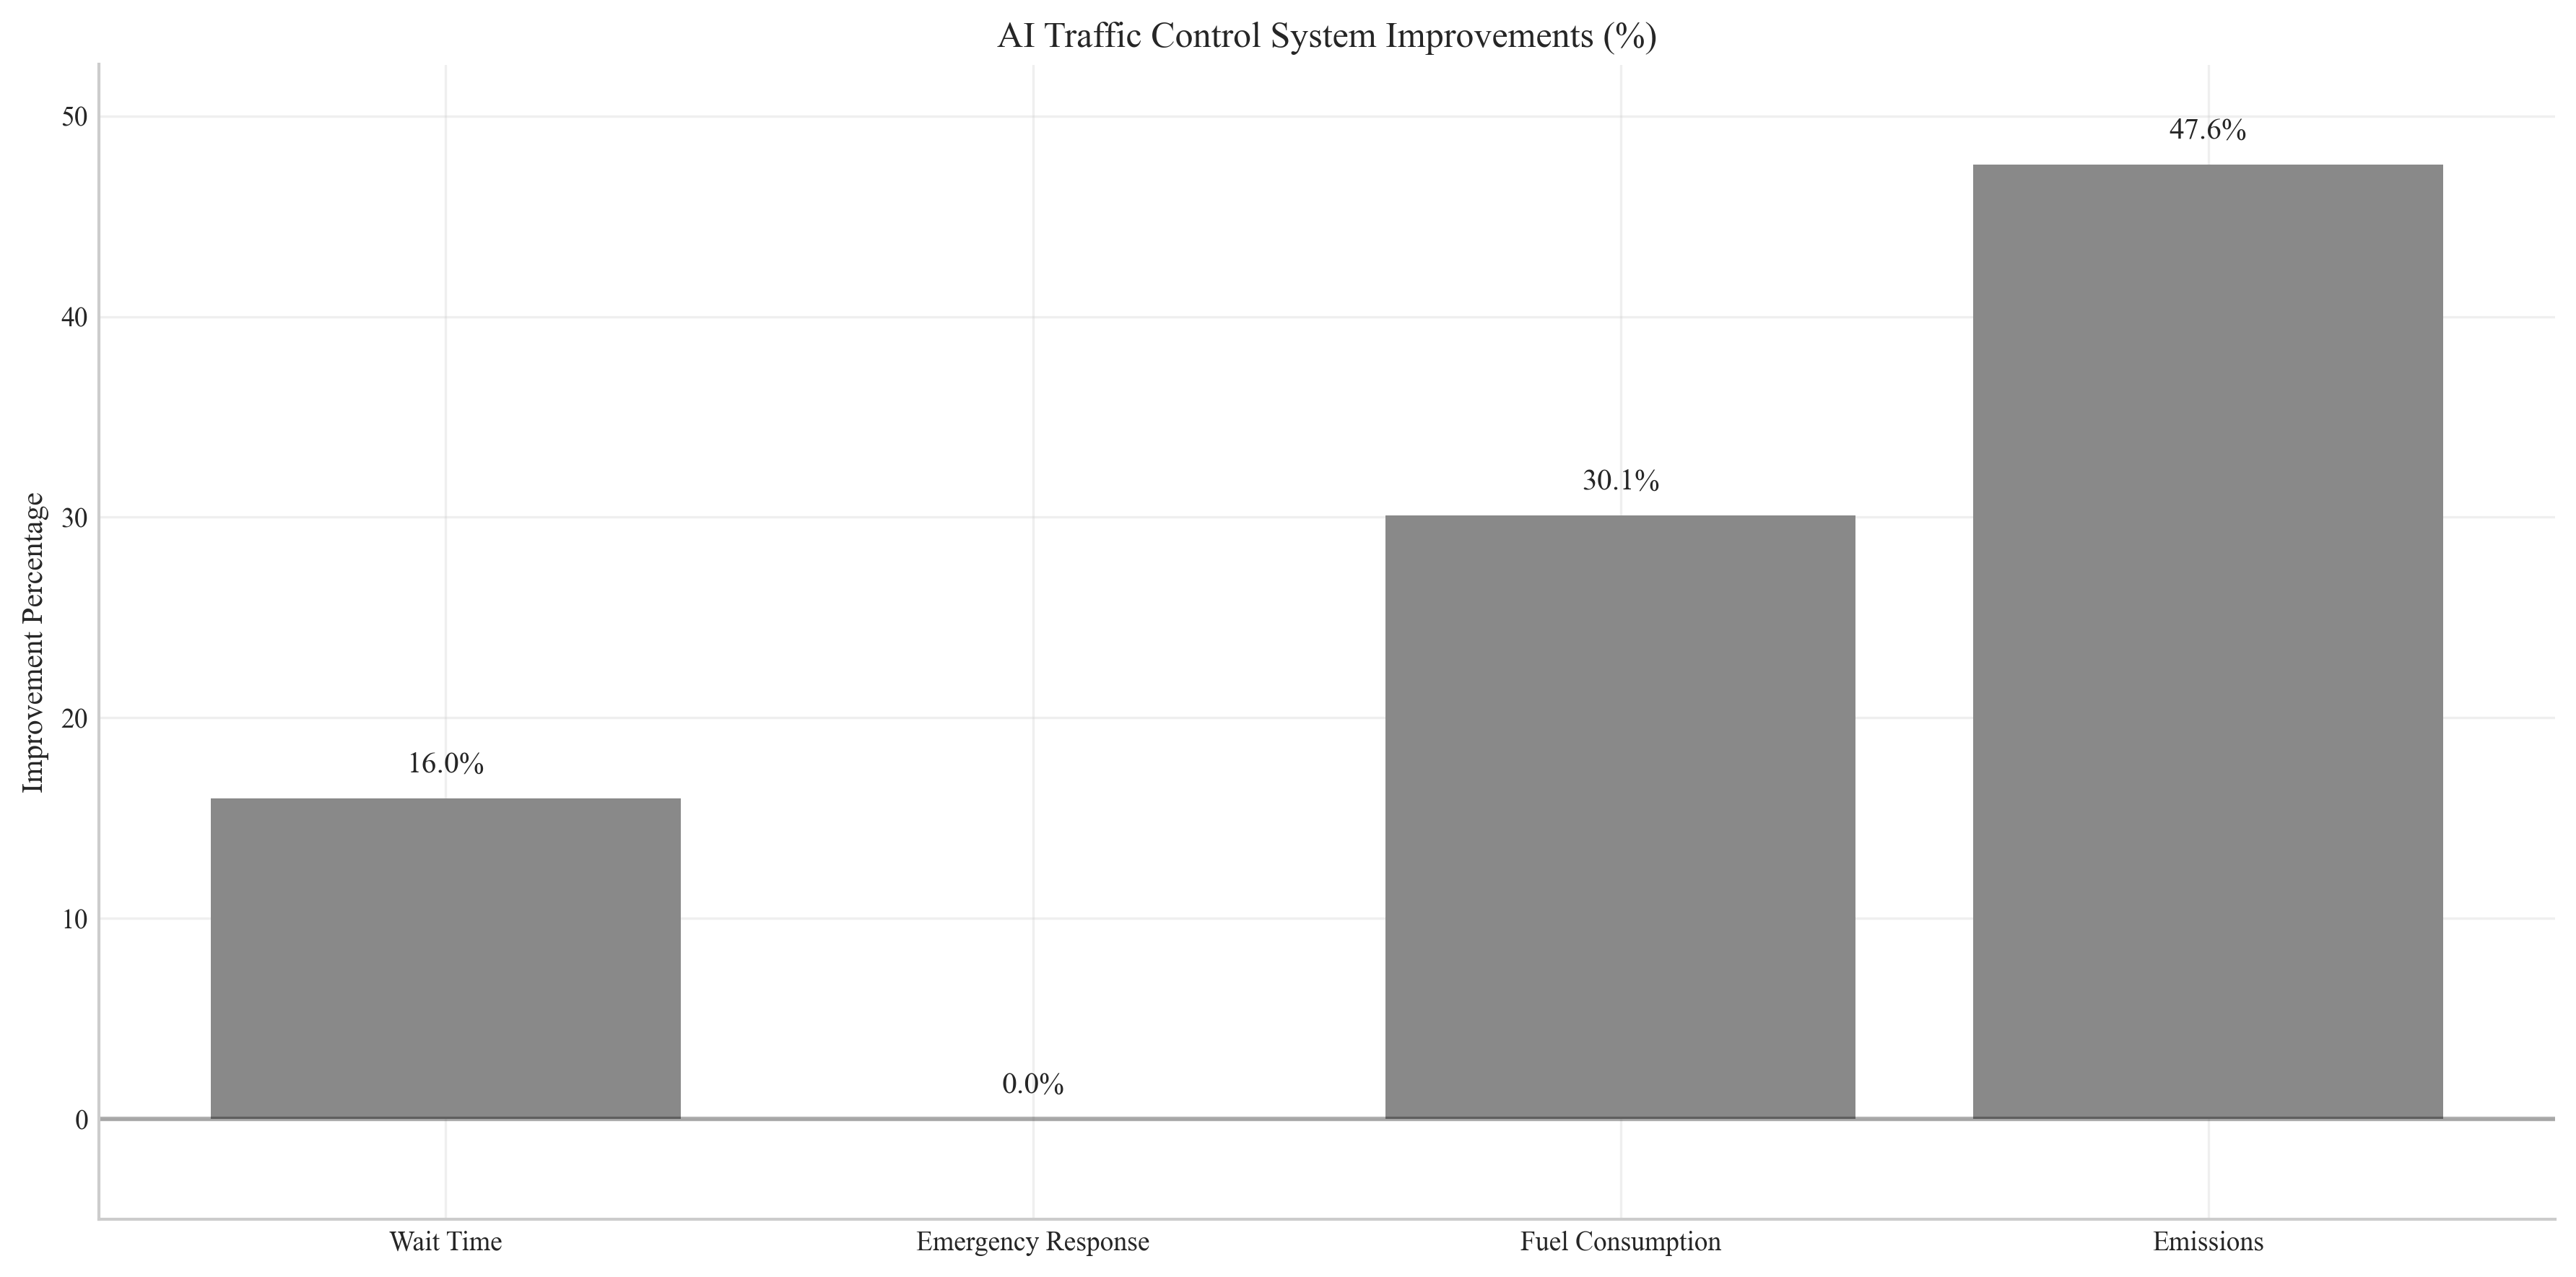 AI Traffic Control System Improvements (%)
Improvement Percentage
50
40
30
20
10
0
16.0%
0.0%
30.1%
47.6%
Wait Time
Emergency Response
Fuel Consumption
Emissions